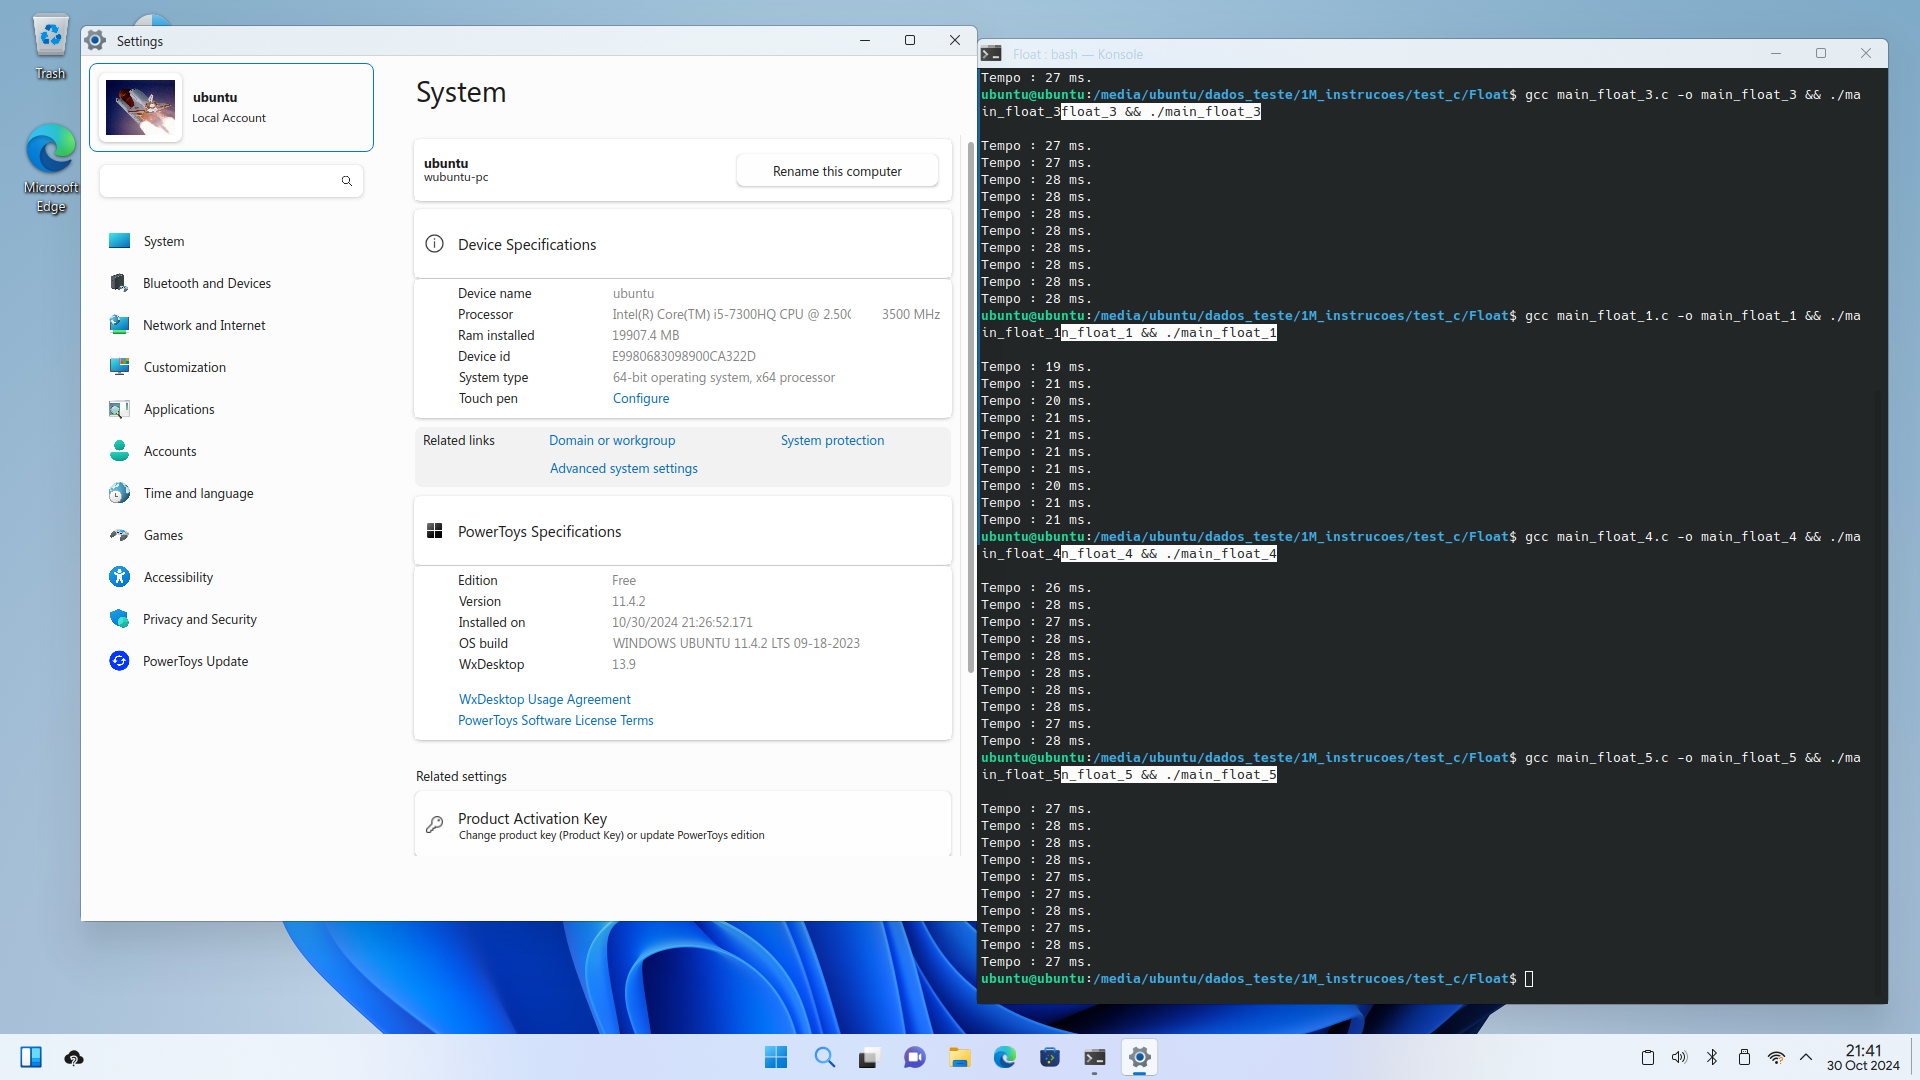 Trash
Microsoft
Edge
Settings
ubuntu
Local Account
System
Bluetooth and Devices
Network and Internet
Customization
Applications
Accounts
Time and language
Games
Accessibility
Privacy and Security
PowerToys Update
System
ubuntu
wubuntu-pc
Rename this computer
Device Specifications
Device name ubuntu
Processor Intel(R) Core(TM) i5-7300HQ CPU @ 2.50G 3500 MHz
Ram installed 19907.4 MB
Device id E9980683098900CA322D
System type 64-bit operating system, x64 processor
Touch pen Configure
Related links Domain or workgroup System protection
Advanced system settings
PowerToys Specifications
Edition Free
Version 11.4.2
Installed on 10/30/2024 21:26:52.171
OS build WINDOWS UBUNTU 11.4.2 LTS 09-18-2023
WxDesktop 13.9
WxDesktop Usage Agreement
PowerToys Software License Terms
Related settings
Product Activation Key
Change product key (Product Key) or update PowerToys edition
Float : bash — Konsole
Tempo : 27 ms.
ubuntu@ubuntu:/media/ubuntu/dados_teste/1M_instrucoes/test_c/Float$ gcc main_float_3.c -o main_float_3 && ./ma
in_float_3float_3 && ./main_float_3
Tempo : 27 ms.
Tempo : 27 ms.
Tempo : 28 ms.
Tempo : 28 ms.
Tempo : 28 ms.
Tempo : 28 ms.
Tempo : 28 ms.
Tempo : 28 ms.
Tempo : 28 ms.
Tempo : 28 ms.
ubuntu@ubuntu:/media/ubuntu/dados_teste/1M_instrucoes/test_c/Float$ gcc main_float_1.c -o main_float_1 && ./ma
in_float_1n_float_1 && ./main_float_1
Tempo : 19 ms.
Tempo : 21 ms.
Tempo : 20 ms.
Tempo : 21 ms.
Tempo : 21 ms.
Tempo : 21 ms.
Tempo : 21 ms.
Tempo : 20 ms.
Tempo : 21 ms.
Tempo : 21 ms.
ubuntu@ubuntu:/media/ubuntu/dados_teste/1M_instrucoes/test_c/Float$ gcc main_float_4.c -o main_float_4 && ./ma
in_float_4n_float_4 && ./main_float_4
Tempo : 26 ms.
Tempo : 28 ms.
Tempo : 27 ms.
Tempo : 28 ms.
Tempo : 28 ms.
Tempo : 28 ms.
Tempo : 28 ms.
Tempo : 28 ms.
Tempo : 27 ms.
Tempo : 28 ms.
ubuntu@ubuntu:/media/ubuntu/dados_teste/1M_instrucoes/test_c/Float$ gcc main_float_5.c -o main_float_5 && ./ma
in_float_5n_float_5 && ./main_float_5
Tempo : 27 ms.
Tempo : 28 ms.
Tempo : 28 ms.
Tempo : 28 ms.
Tempo : 27 ms.
Tempo : 27 ms.
Tempo : 28 ms.
Tempo : 27 ms.
Tempo : 28 ms.
Tempo : 27 ms.
ubuntu@ubuntu:/media/ubuntu/dados_teste/1M_instrucoes/test_c/Float$
21:41
30 Oct 2024